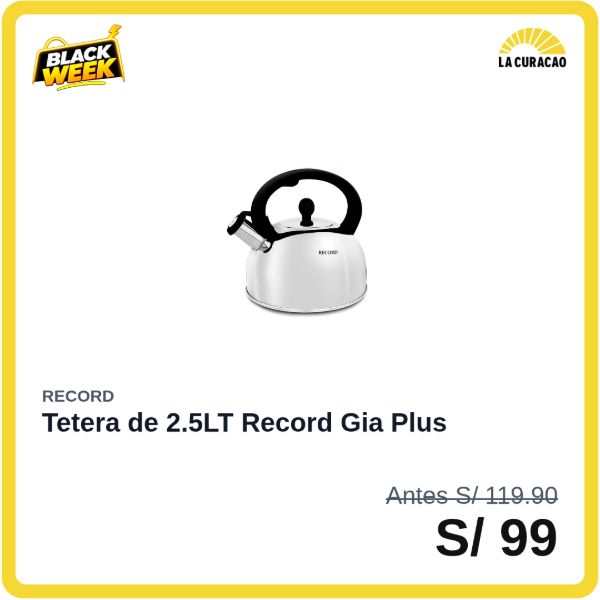 BLACK
WEEK
LA CURACAO
RECORD
RECORD
Tetera de 2.5LT Record Gia Plus
Antes S/ 119.90
S/ 99